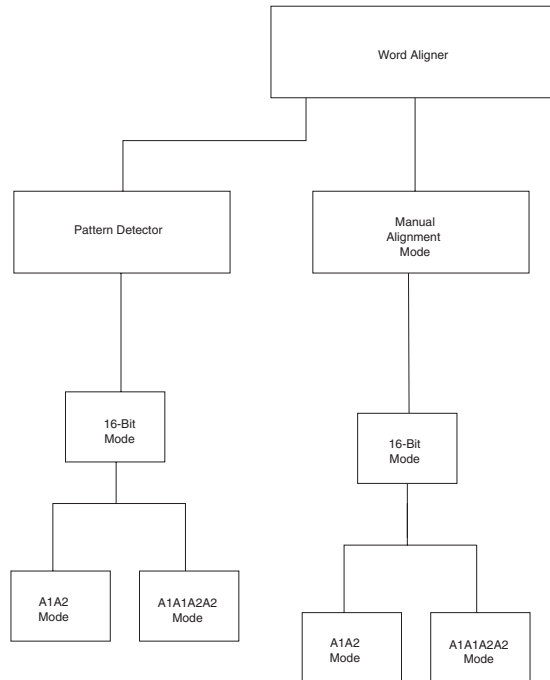 Word Aligner
Pattern Detector
Manual
Alignment
Mode
16-Bit
Mode
16-Bit
Mode
A1A2
Mode
A1A1A2A2
Mode
A1A2
Mode
A1A1A2A2
Mode